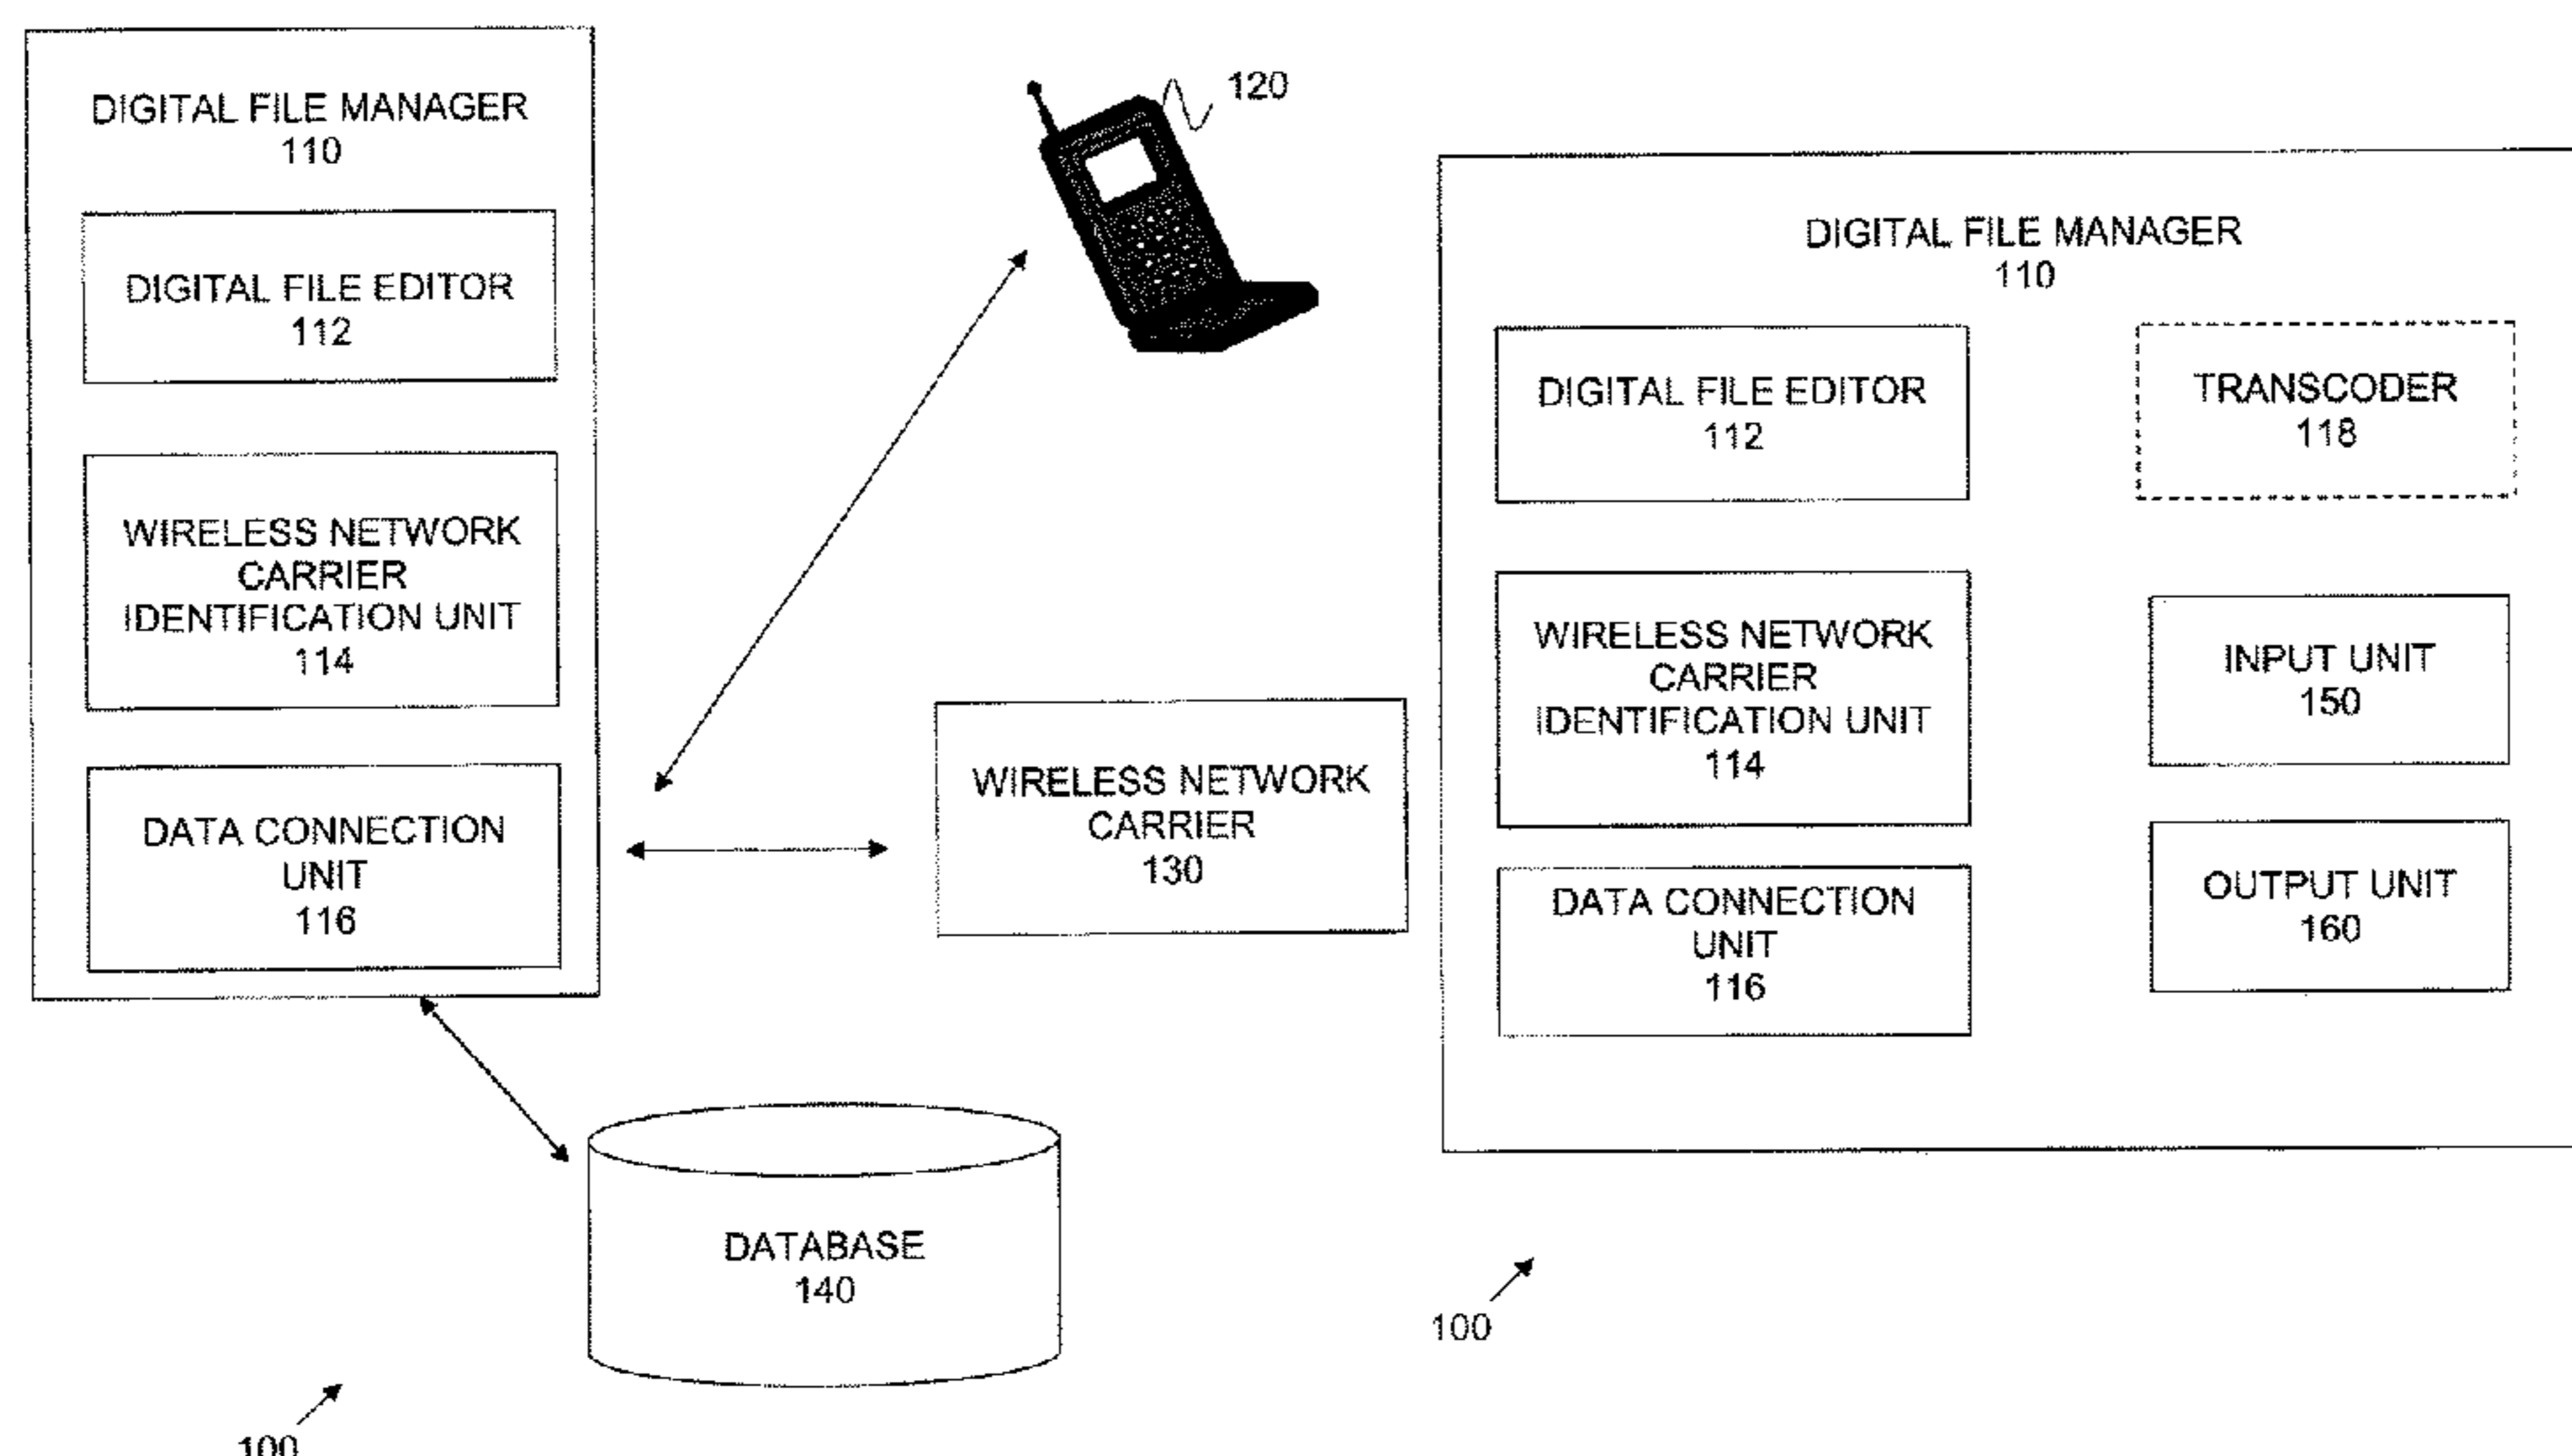 DIGITAL FILE MANAGER
110
DIGITAL FILE EDITOR
112
WIRELESS NETWORK
CARRIER
IDENTIFICATION UNIT
114
DATA CONNECTION
UNIT
116
120
WIRELESS NETWORK
CARRIER
130
DATABASE
140
100
DIGITAL FILE MANAGER
110
DIGITAL FILE EDITOR
112
WIRELESS NETWORK
CARRIER
IDENTIFICATION UNIT
114
DATA CONNECTION
UNIT
116
TRANSCODER
118
INPUT UNIT
150
OUTPUT UNIT
160
100